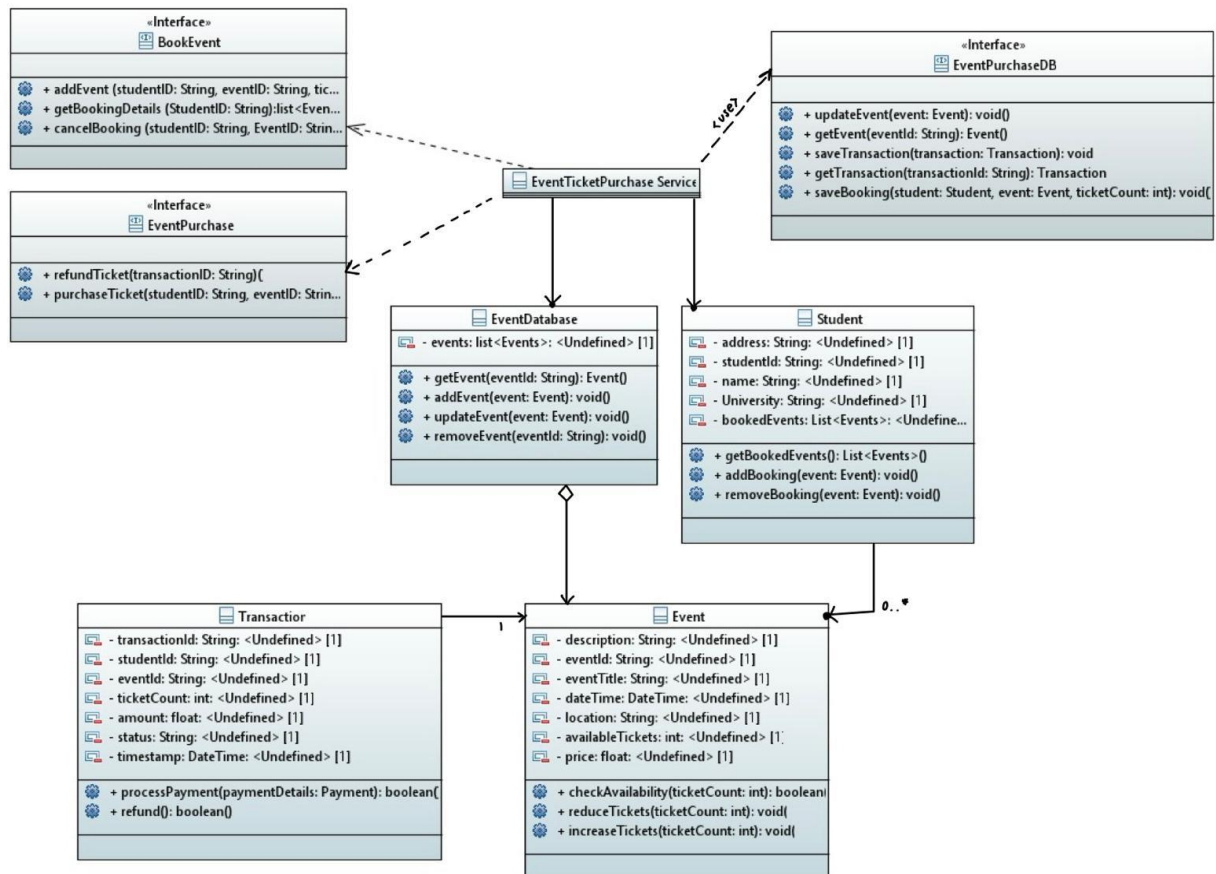 «Interface»
BookEvent
+ addEvent (studentID: String, eventID: String, tic...
+ getBookingDetails (StudentID: String):list<Even...
+ cancelBooking (studentID: String, EventID: Strin...
«Interface»
EventPurchaseDB
+ updateEvent(event: Event): void()
+ getEvent(eventId: String): Event()
+ saveTransaction(transaction: Transaction): void
+ getTransaction(transactionId: String): Transaction
+ saveBooking(student: Student, event: Event, ticketCount: int): void(
<use>
EventTicketPurchase Service
«Interface»
EventPurchase
+ refundTicket(transactionID: String){
+ purchaseTicket(studentID: String, eventID: Strin...
EventDatabase
- events: list<Events>: <Undefined> [1]
+ getEvent(eventId: String): Event()
+ addEvent(event: Event): void()
+ updateEvent(event: Event): void()
+ removeEvent(eventId: String): void()
Student
- address: String: <Undefined> [1]
- studentId: String: <Undefined> [1]
- name: String: <Undefined> [1]
- University: String: <Undefined> [1]
- bookedEvents: List<Events>: <Undefine...
+ getBookedEvents(): List<Events>()
+ addBooking(event: Event): void()
+ removeBooking(event: Event): void()
Transactior
- transactionId: String: <Undefined> [1]
- studentId: String: <Undefined> [1]
- eventId: String: <Undefined> [1]
- ticketCount: int: <Undefined> [1]
- amount: float: <Undefined> [1]
- status: String: <Undefined> [1]
- timestamp: DateTime: <Undefined> [1]
+ processPayment(paymentDetails: Payment): boolean(
+ refund(): boolean()
1
0..*
Event
- description: String: <Undefined> [1]
- eventId: String: <Undefined> [1]
- eventTitle: String: <Undefined> [1]
- dateTime: DateTime: <Undefined> [1]
- location: String: <Undefined> [1]
- availableTickets: int: <Undefined> [1]
- price: float: <Undefined> [1]
+ checkAvailability(ticketCount: int): boolean(
+ reduceTickets(ticketCount: int): void(
+ increaseTickets(ticketCount: int): void(